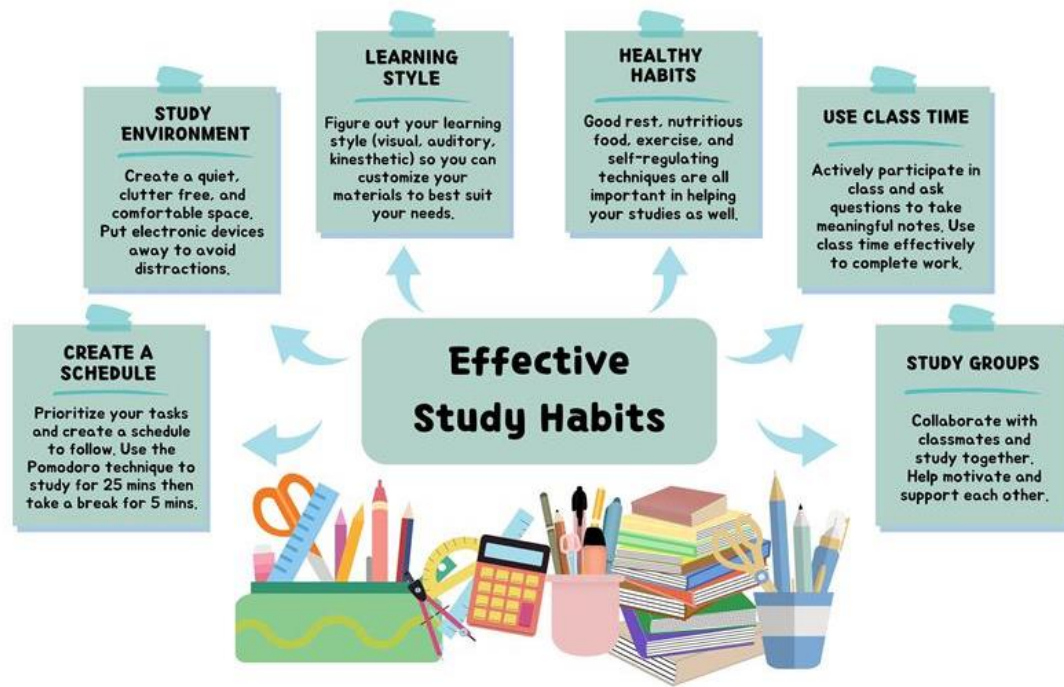 Effective
Study Habits
CREATE A
SCHEDULE
Prioritize your tasks
and create a schedule
to follow. Use the
Pomodoro technique to
study for 25 mins then
take a break for 5 mins.
STUDY
ENVIRONMENT
Create a quiet,
clutter free, and
comfortable space.
Put electronic devices
away to avoid
distractions.
LEARNING
STYLE
Figure out your learning
style (visual, auditory,
kinesthetic) so you can
customize your
materials to best suit
your needs.
HEALTHY
HABITS
Good rest, nutritious
food, exercise, and
self-regulating
techniques are all
important in helping
your studies as well.
USE CLASS TIME
Actively participate in
class and ask
questions to take
meaningful notes. Use
class time effectively
to complete work.
STUDY GROUPS
Collaborate with
classmates and
study together.
Help motivate and
support each other.